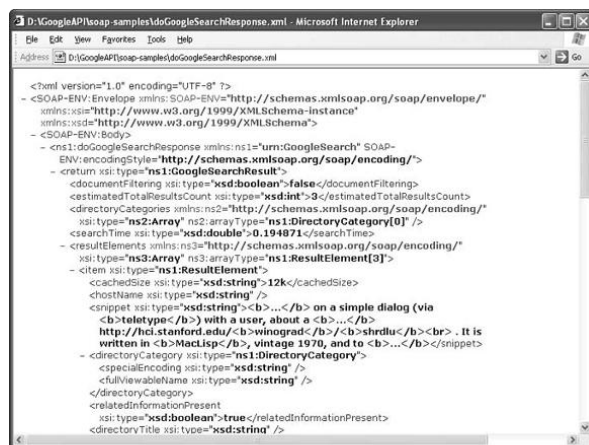 D:\GoogleAPI\soap-samples\doGoogleSearchResponse.xml - Microsoft Internet Explorer
File Edit View Favorites Tools Help
Address D:\GoogleAPI\soap-samples\doGoogleSearchResponse.xml Go
<?xml version="1.0" encoding="UTF-8" ?>
- <SOAP-ENV:Envelope xmlns:SOAP-ENV="http://schemas.xmlsoap.org/soap/envelope/"
xmlns:xsi="http://www.w3.org/1999/XMLSchema-instance"
xmlns:xsd="http://www.w3.org/1999/XMLSchema">
- <SOAP-ENV:Body>
- <ns1:doGoogleSearchResponse xmlns:ns1="urn:GoogleSearch" SOAP-
ENV:encodingStyle="http://schemas.xmlsoap.org/soap/encoding/">
- <return xsi:type="ns1:GoogleSearchResult">
<documentFiltering xsi:type="xsd:boolean">false</documentFiltering>
<estimatedTotalResultsCount xsi:type="xsd:int">3</estimatedTotalResultsCount>
<directoryCategories xmlns:ns2="http://schemas.xmlsoap.org/soap/encoding/"
xsi:type="ns2:Array" ns2:arrayType="ns1:DirectoryCategory[0]" />
<searchTime xsi:type="xsd:double">0.194871</searchTime>
- <resultElements xmlns:ns3="http://schemas.xmlsoap.org/soap/encoding/"
xsi:type="ns3:Array" ns3:arrayType="ns1:ResultElement[3]">
- <item xsi:type="ns1:ResultElement">
<cachedSize xsi:type="xsd:string">12k</cachedSize>
<hostName xsi:type="xsd:string" />
<snippet xsi:type="xsd:string"><b>...</b> on a simple dialog (via
<b>teletype</b>) with a user, about a <b>...</b>
http://hci.stanford.edu/<b>winograd</b>/<b>shrdlu</b><br> . It is
written in <b>MacLisp</b>, vintage 1970, and to <b>...</b></snippet>
- <directoryCategory xsi:type="ns1:DirectoryCategory">
<specialEncoding xsi:type="xsd:string" />
<fullViewableName xsi:type="xsd:string" />
</directoryCategory>
<relatedInformationPresent
xsi:type="xsd:boolean">true</relatedInformationPresent>
<directoryTitle xsi:type="xsd:string" />